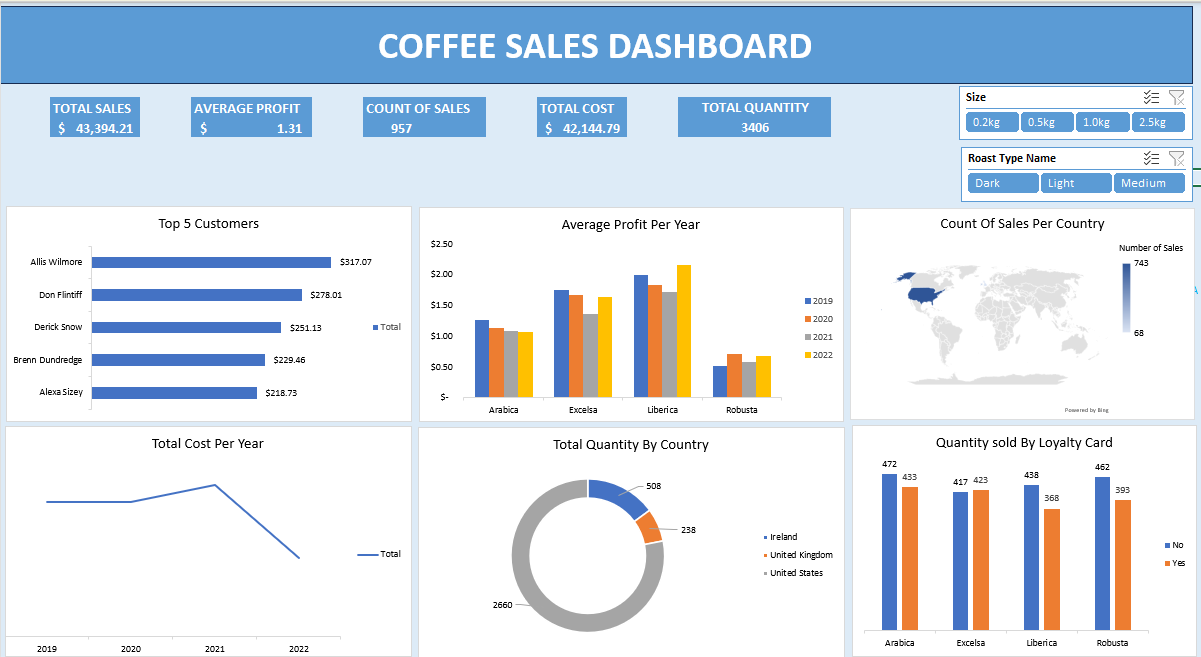 COFFEE SALES DASHBOARD
TOTAL SALES
$ 43,394.21
AVERAGE PROFIT
$ 1.31
COUNT OF SALES
957
TOTAL COST
$ 42,144.79
TOTAL QUANTITY
3406
Size
0.2kg 0.5kg 1.0kg 2.5kg
Roast Type Name
Dark Light Medium
Top 5 Customers
Allis Wilmore $317.07
Don Flintiff $278.01
Derick Snow $251.13
Brenn Dundredge $229.46
Alexa Sizey $218.73
Total
Average Profit Per Year
$2.50
$2.00
$1.50
$1.00
$0.50
$-
Arabica Excelsa Liberica Robusta
2019
2020
2021
2022
Count Of Sales Per Country
Number of Sales
743
68
Powered by Bing
A
Total Cost Per Year
Total
2019 2020 2021 2022
Total Quantity By Country
508
238
2660
Ireland
United Kingdom
United States
Quantity sold By Loyalty Card
472 433 417 423 438 368 462 393
Arabica Excelsa Liberica Robusta
No
Yes